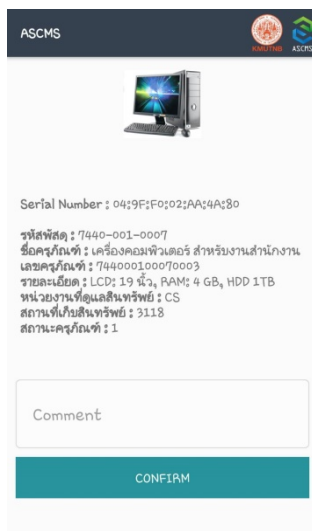 ASCMS
KMUTNB ASCMS
Serial Number : 04:9F:F0:02:AA:4A:80
รหัสพัสดุ : 7440-001-0007
ชื่อครุภัณฑ์ : เครื่องคอมพิวเตอร์ สำหรับงานสำนักงาน
เลขครุภัณฑ์ : 744000100070003
รายละเอียด : LCD: 19 นิ้ว, RAM: 4 GB, HDD 1TB
หน่วยงานที่ดูแลสินทรัพย์ : CS
สถานที่เก็บสินทรัพย์ : 3118
สถานะครุภัณฑ์ : 1
Comment
CONFIRM